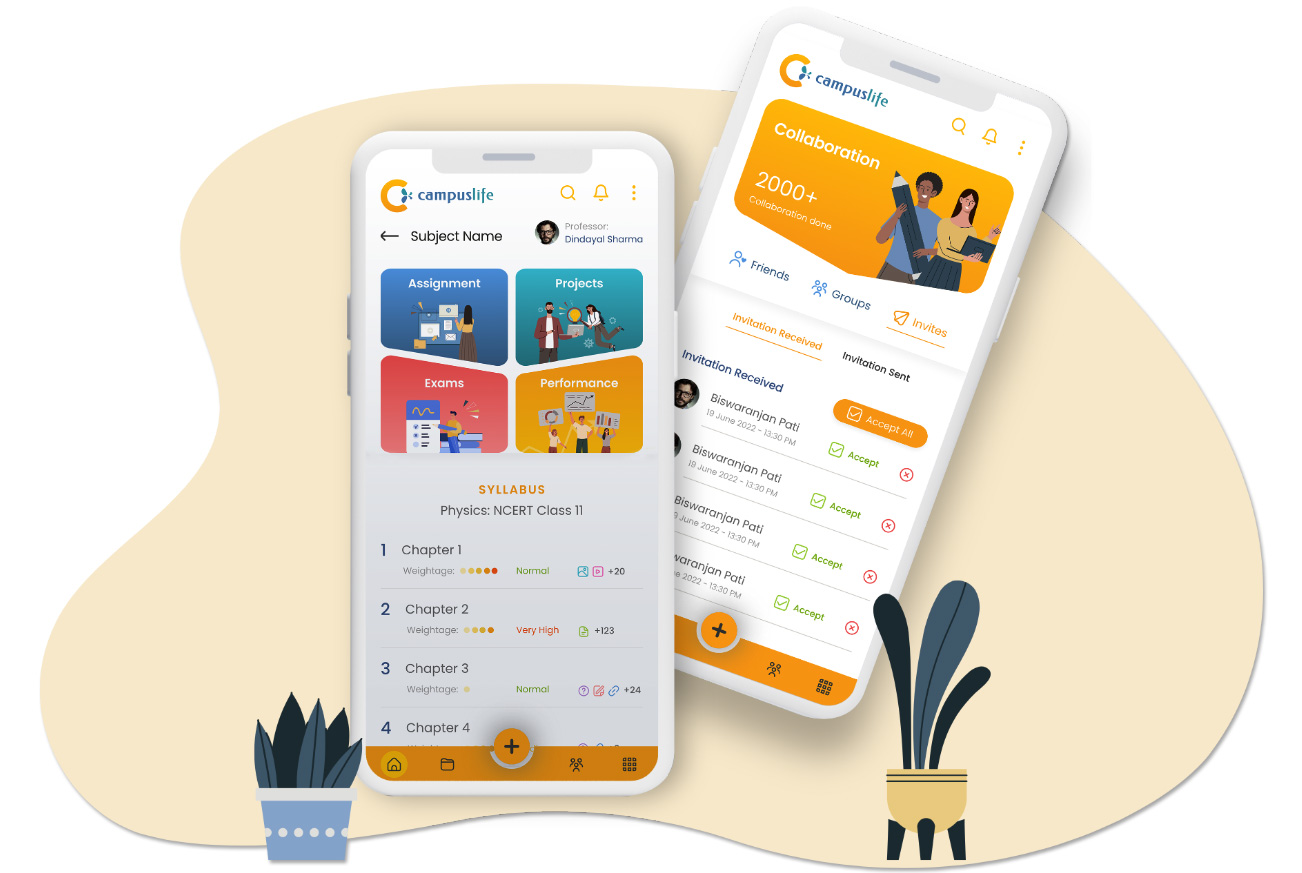 campuslife
Subject Name
Professor:
Dindayal Sharma
Assignment
Projects
Exams
Performance
SYLLABUS
Physics: NCERT Class 11
1 Chapter 1
Weightage: Normal +20
2 Chapter 2
Weightage: Very High +123
3 Chapter 3
Weightage: Normal +24
4 Chapter 4
campuslife
Collaboration
2000+
Collaboration done
Friends
Groups
Invites
Invitation Received
Invitation Sent
Invitation Received
Accept All
Biswaranjan Pati
19 June 2022 - 13:30 PM
Accept
Biswaranjan Pati
19 June 2022 - 13:30 PM
Accept
Biswaranjan Pati
9 June 2022 - 13:30 PM
Accept
waranjan Pati
ne 2022 - 13:30 PM
Accept